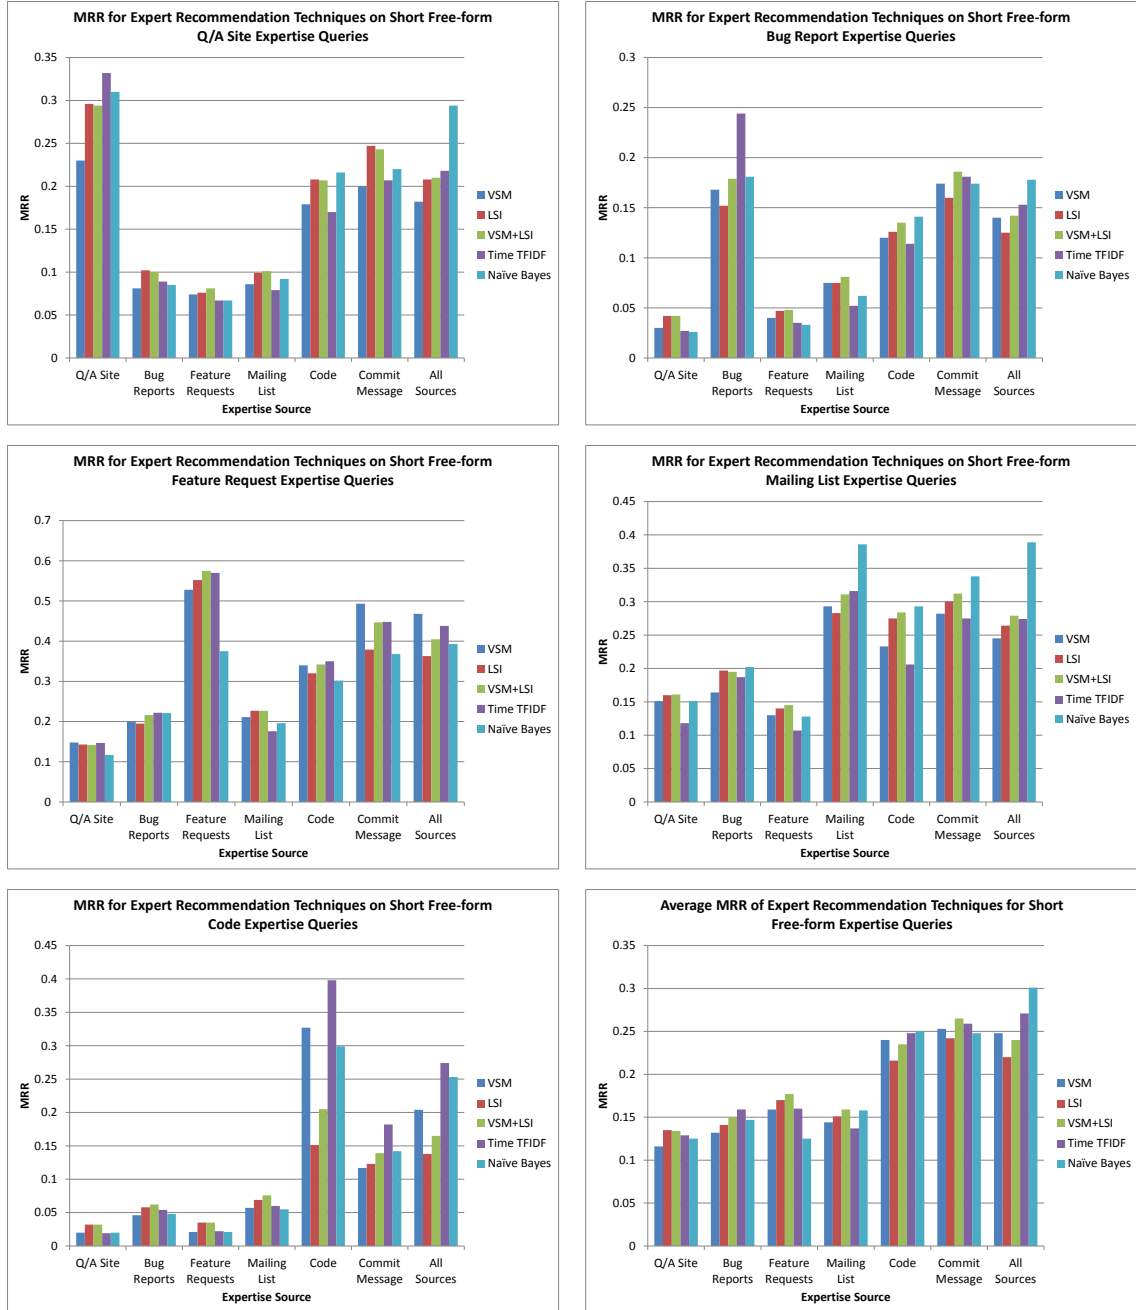 MRR for Expert Recommendation Techniques on Short Free-form
Q/A Site Expertise Queries
0.35
0.3
0.25
0.2
0.15
0.1
0.05
0
MRR
Q/A Site
Bug Reports
Feature Requests
Mailing List
Code
Commit Message
All Sources
Expertise Source
VSM
LSI
VSM+LSI
Time TFIDF
Naïve Bayes
MRR for Expert Recommendation Techniques on Short Free-form
Bug Report Expertise Queries
0.3
0.25
0.2
0.15
0.1
0.05
0
MRR
Q/A Site
Bug Reports
Feature Requests
Mailing List
Code
Commit Message
All Sources
Expertise Source
VSM
LSI
VSM+LSI
Time TFIDF
Naïve Bayes
MRR for Expert Recommendation Techniques on Short Free-form
Feature Request Expertise Queries
0.7
0.6
0.5
0.4
0.3
0.2
0.1
0
MRR
Q/A Site
Bug Reports
Feature Requests
Mailing List
Code
Commit Message
All Sources
Expertise Source
VSM
LSI
VSM+LSI
Time TFIDF
Naïve Bayes
MRR for Expert Recommendation Techniques on Short Free-form
Mailing List Expertise Queries
0.45
0.4
0.35
0.3
0.25
0.2
0.15
0.1
0.05
0
MRR
Q/A Site
Bug Reports
Feature Requests
Mailing List
Code
Commit Message
All Sources
Expertise Source
VSM
LSI
VSM+LSI
Time TFIDF
Naïve Bayes
MRR for Expert Recommendation Techniques on Short Free-form
Code Expertise Queries
0.45
0.4
0.35
0.3
0.25
0.2
0.15
0.1
0.05
0
MRR
Q/A Site
Bug Reports
Feature Requests
Mailing List
Code
Commit Message
All Sources
Expertise Source
VSM
LSI
VSM+LSI
Time TFIDF
Naïve Bayes
Average MRR of Expert Recommendation Techniques for Short
Free-form Expertise Queries
0.35
0.3
0.25
0.2
0.15
0.1
0.05
0
MRR
Q/A Site
Bug Reports
Feature Requests
Mailing List
Code
Commit Message
All Sources
Expertise Source
VSM
LSI
VSM+LSI
Time TFIDF
Naïve Bayes